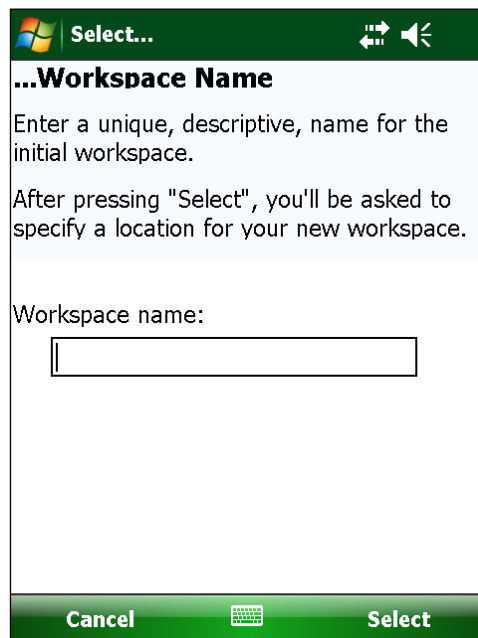 Select...
...Workspace Name
Enter a unique, descriptive, name for the
initial workspace.
After pressing "Select", you'll be asked to
specify a location for your new workspace.
Workspace name:
Cancel
Select